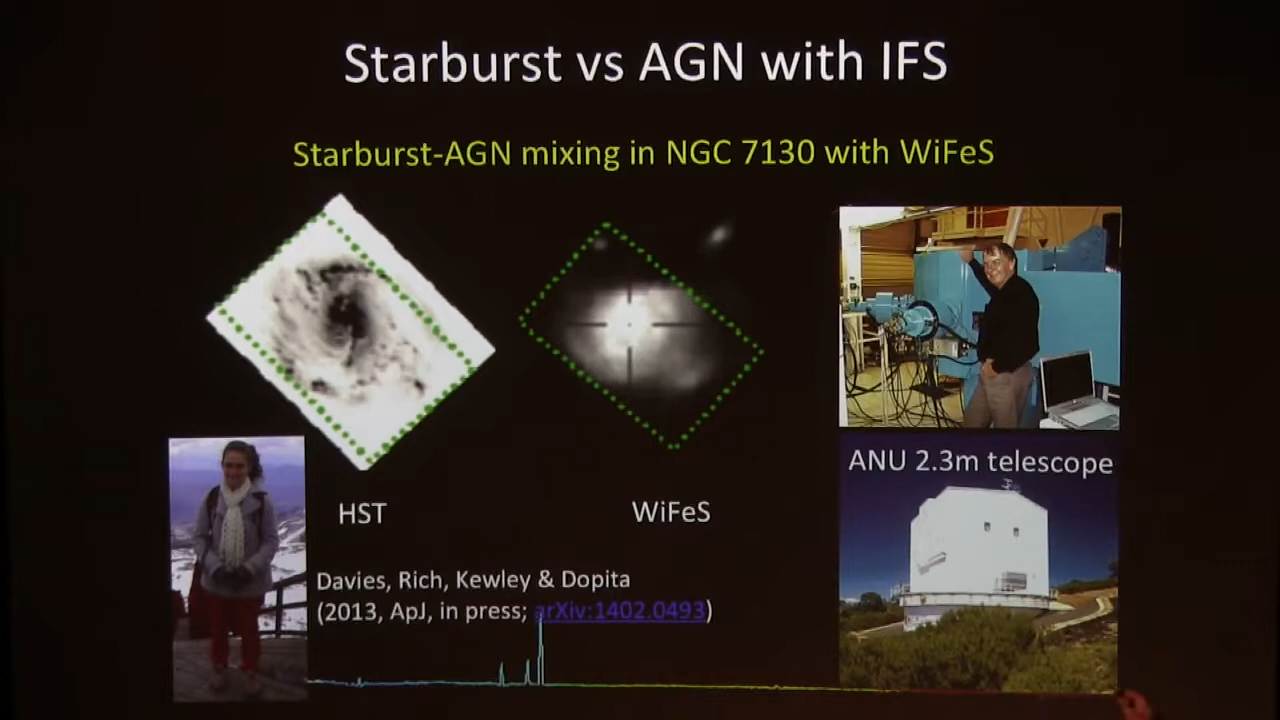 Starburst vs AGN with IFS
Starburst-AGN mixing in NGC 7130 with WiFeS
ANU 2.3m telescope
HST
WiFeS
Davies, Rich, Kewley & Dopita
(2013, ApJ, in press; arXiv:1402.0493)